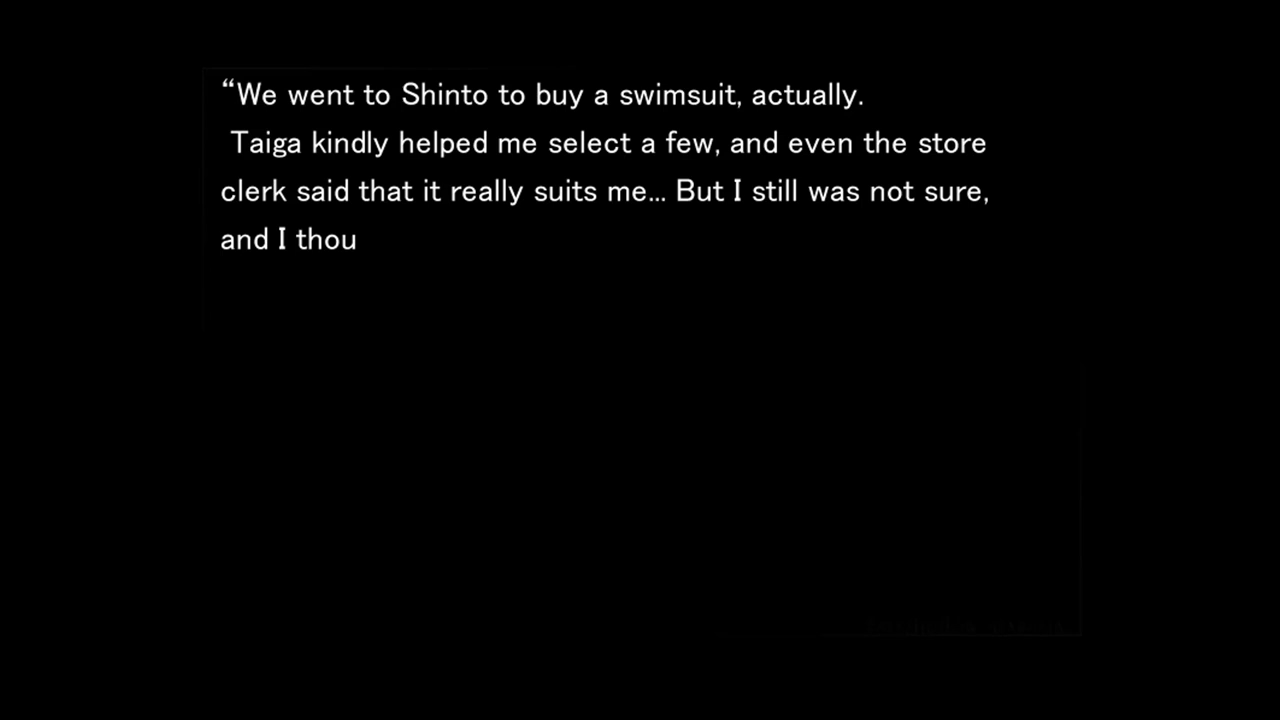 “We went to Shinto to buy a swimsuit, actually.
Taiga kindly helped me select a few, and even the store
clerk said that it really suits me... But I still was not sure,
and I thou